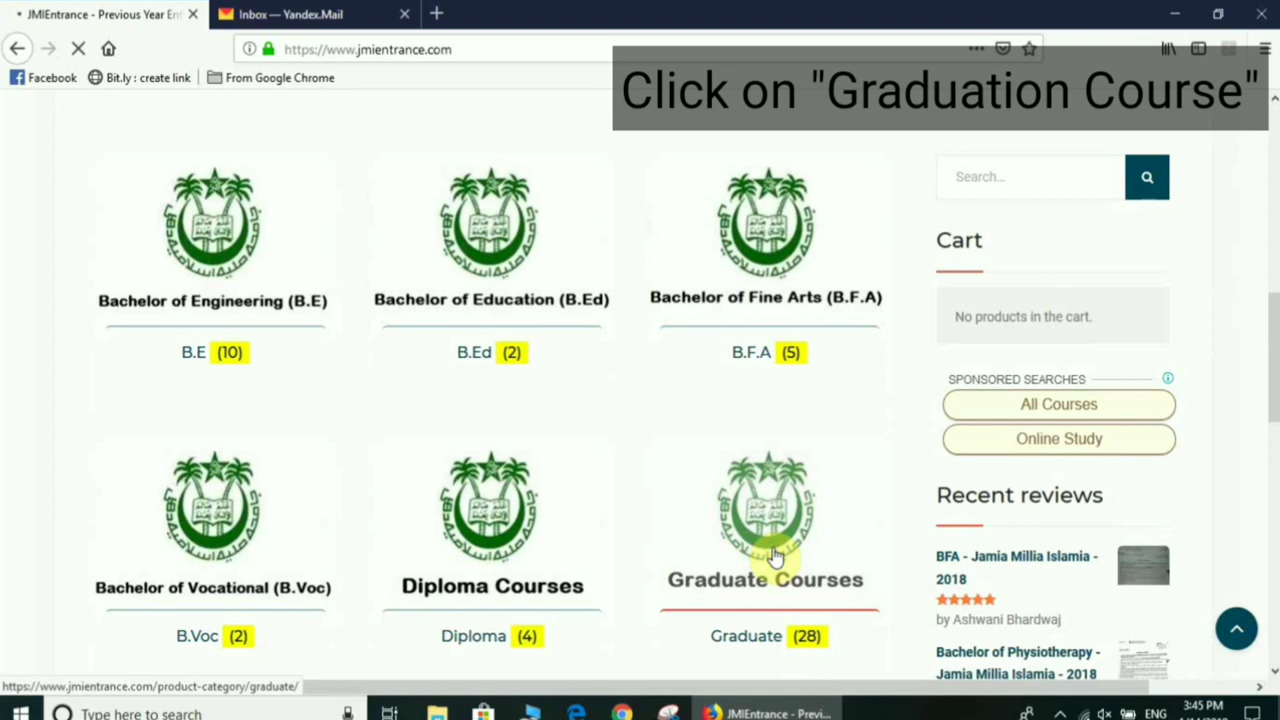 JMIEntrance - Previous Year Ent
Inbox — Yandex.Mail
https://www.jmientrance.com
Facebook
Bit.ly : create link
From Google Chrome
Click on "Graduation Course"
Search...
Cart
No products in the cart.
Bachelor of Engineering (B.E)
Bachelor of Education (B.Ed)
Bachelor of Fine Arts (B.F.A)
B.E (10)
B.Ed (2)
B.F.A (5)
SPONSORED SEARCHES
All Courses
Online Study
Recent reviews
BFA - Jamia Millia Islamia -
2018
by Ashwani Bhardwaj
Bachelor of Vocational (B.Voc)
Diploma Courses
Graduate Courses
B.Voc (2)
Diploma (4)
Graduate (28)
Bachelor of Physiotherapy -
Jamia Millia Islamia - 2018
https://www.jmientrance.com/product-category/graduate/
Type here to search
JMIEntrance - Previ...
ENG
3:45 PM